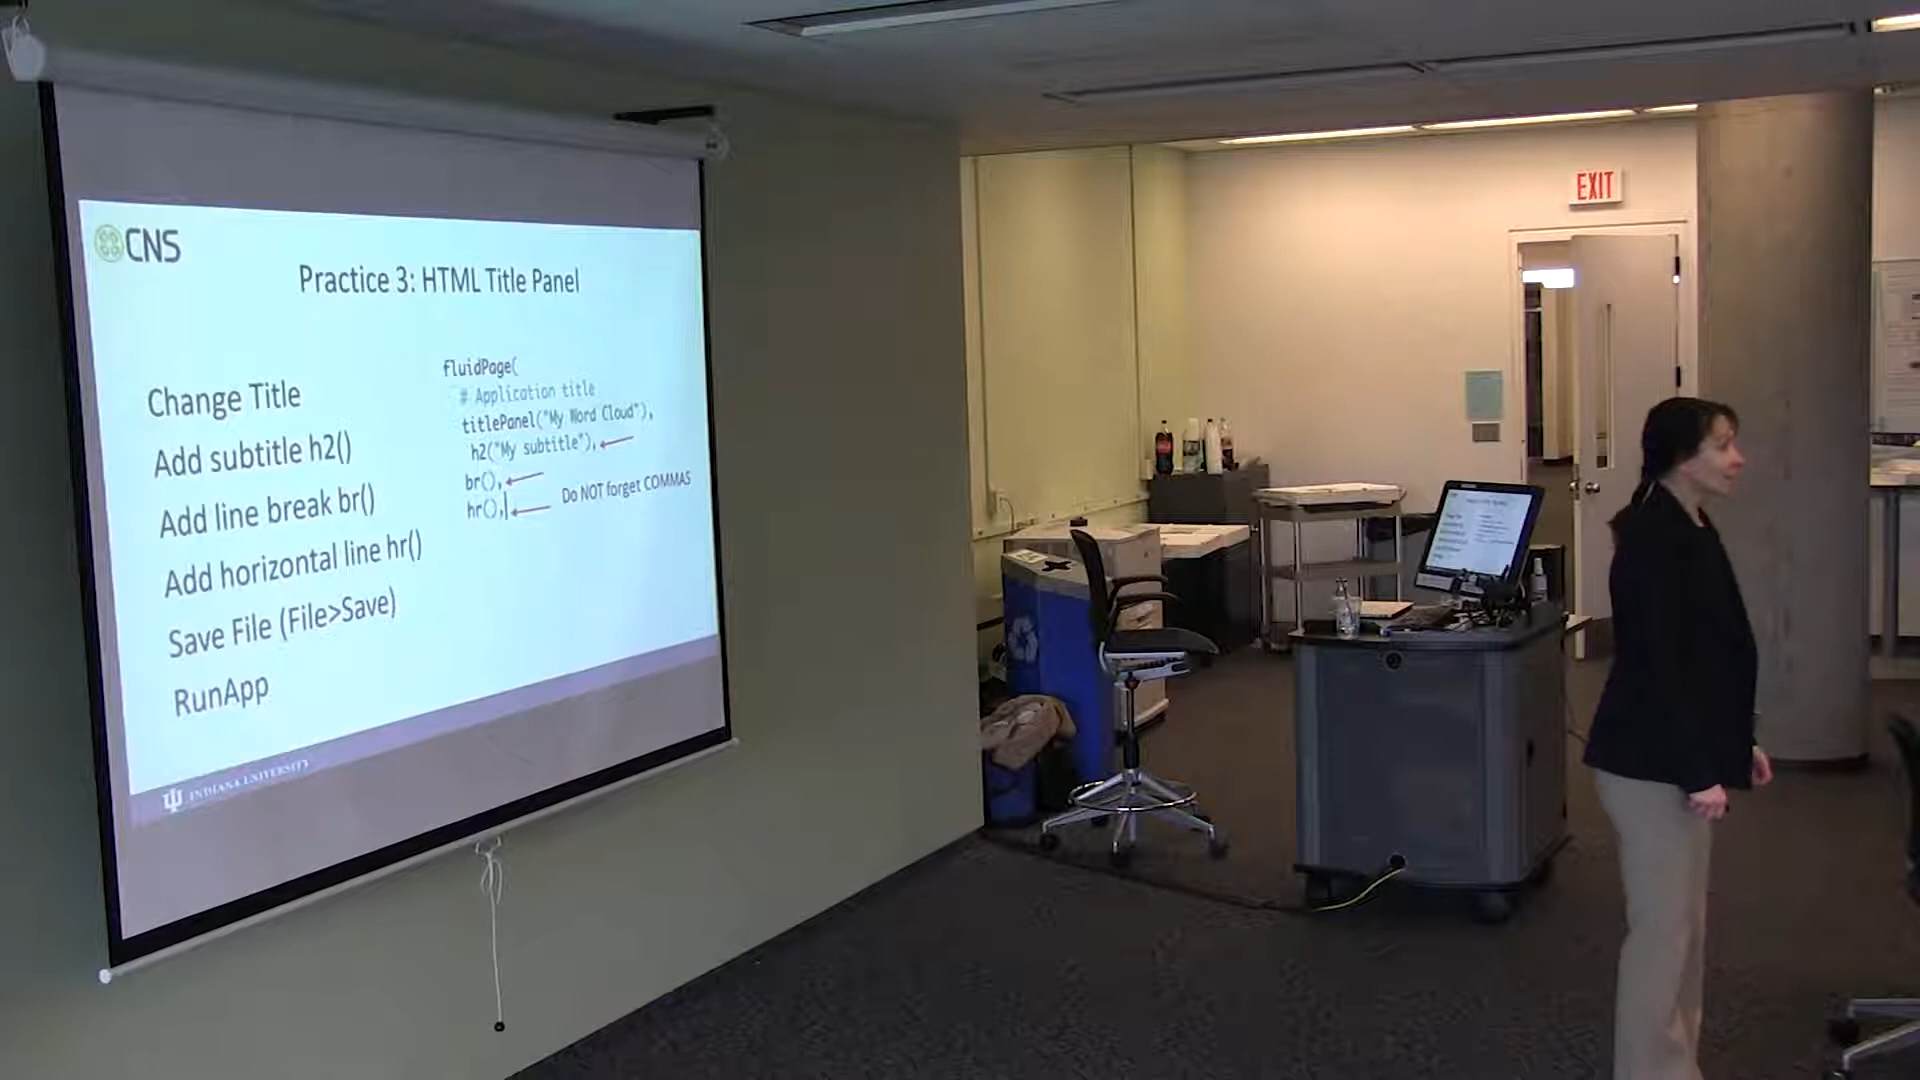 CNS
Practice 3: HTML Title Panel
Change Title
Add subtitle h2()
Add line break br()
Add horizontal line hr()
Save File (File>Save)
RunApp
fluidPage(
# Application title
titlePanel("My Word Cloud"),
h2("My subtitle"),
br(),
hr(),
Do NOT forget COMMAS
INDIANA UNIVERSITY
EXIT